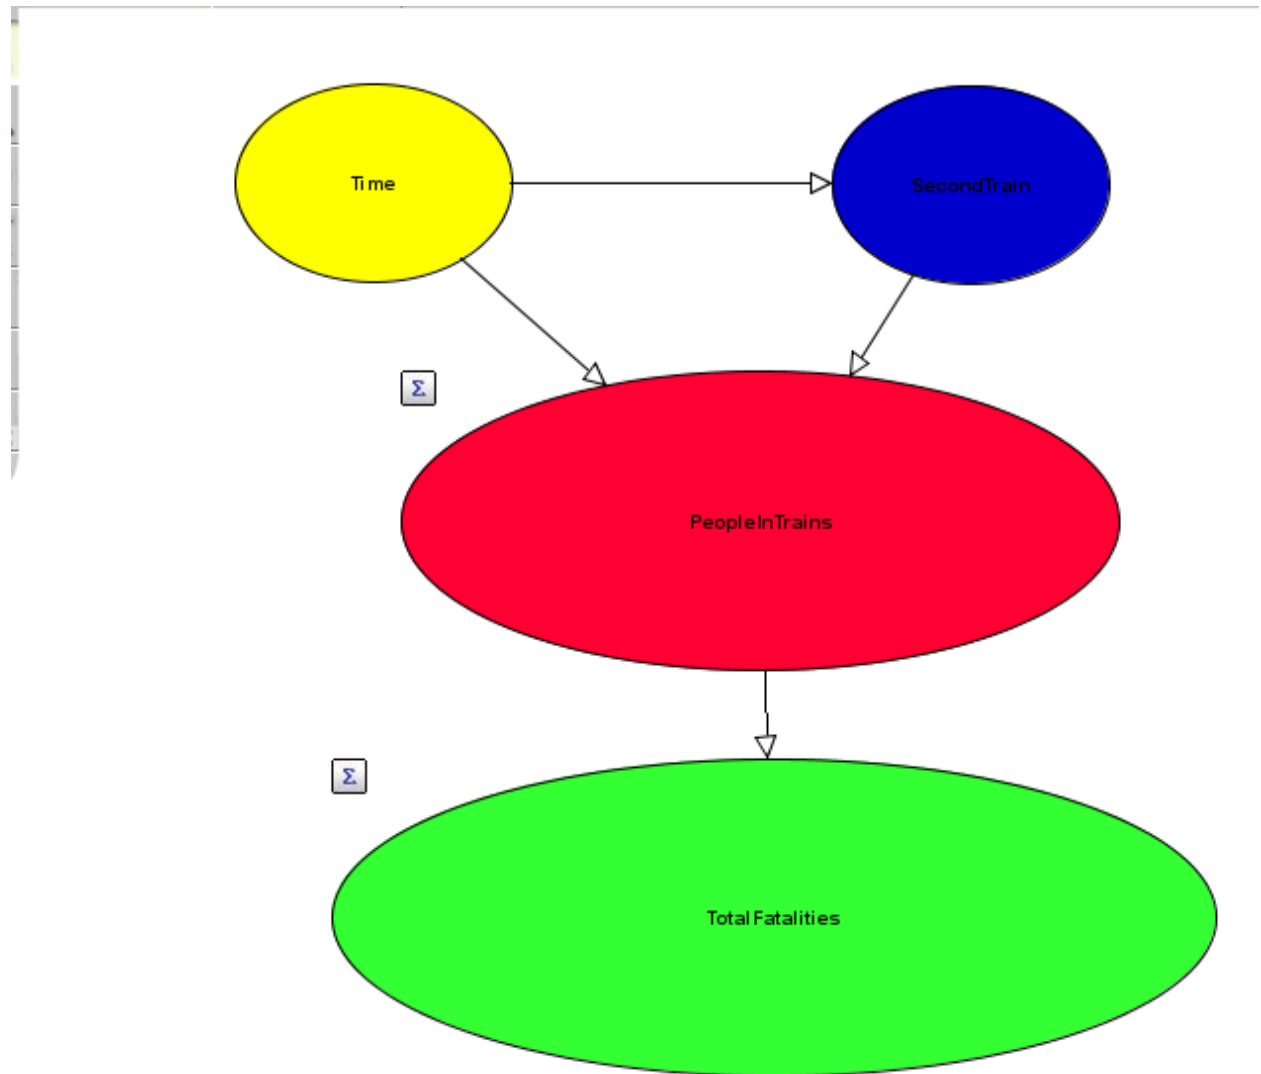 Time
SecondTrain
Σ
PeopleInTrains
Σ
TotalFatalities